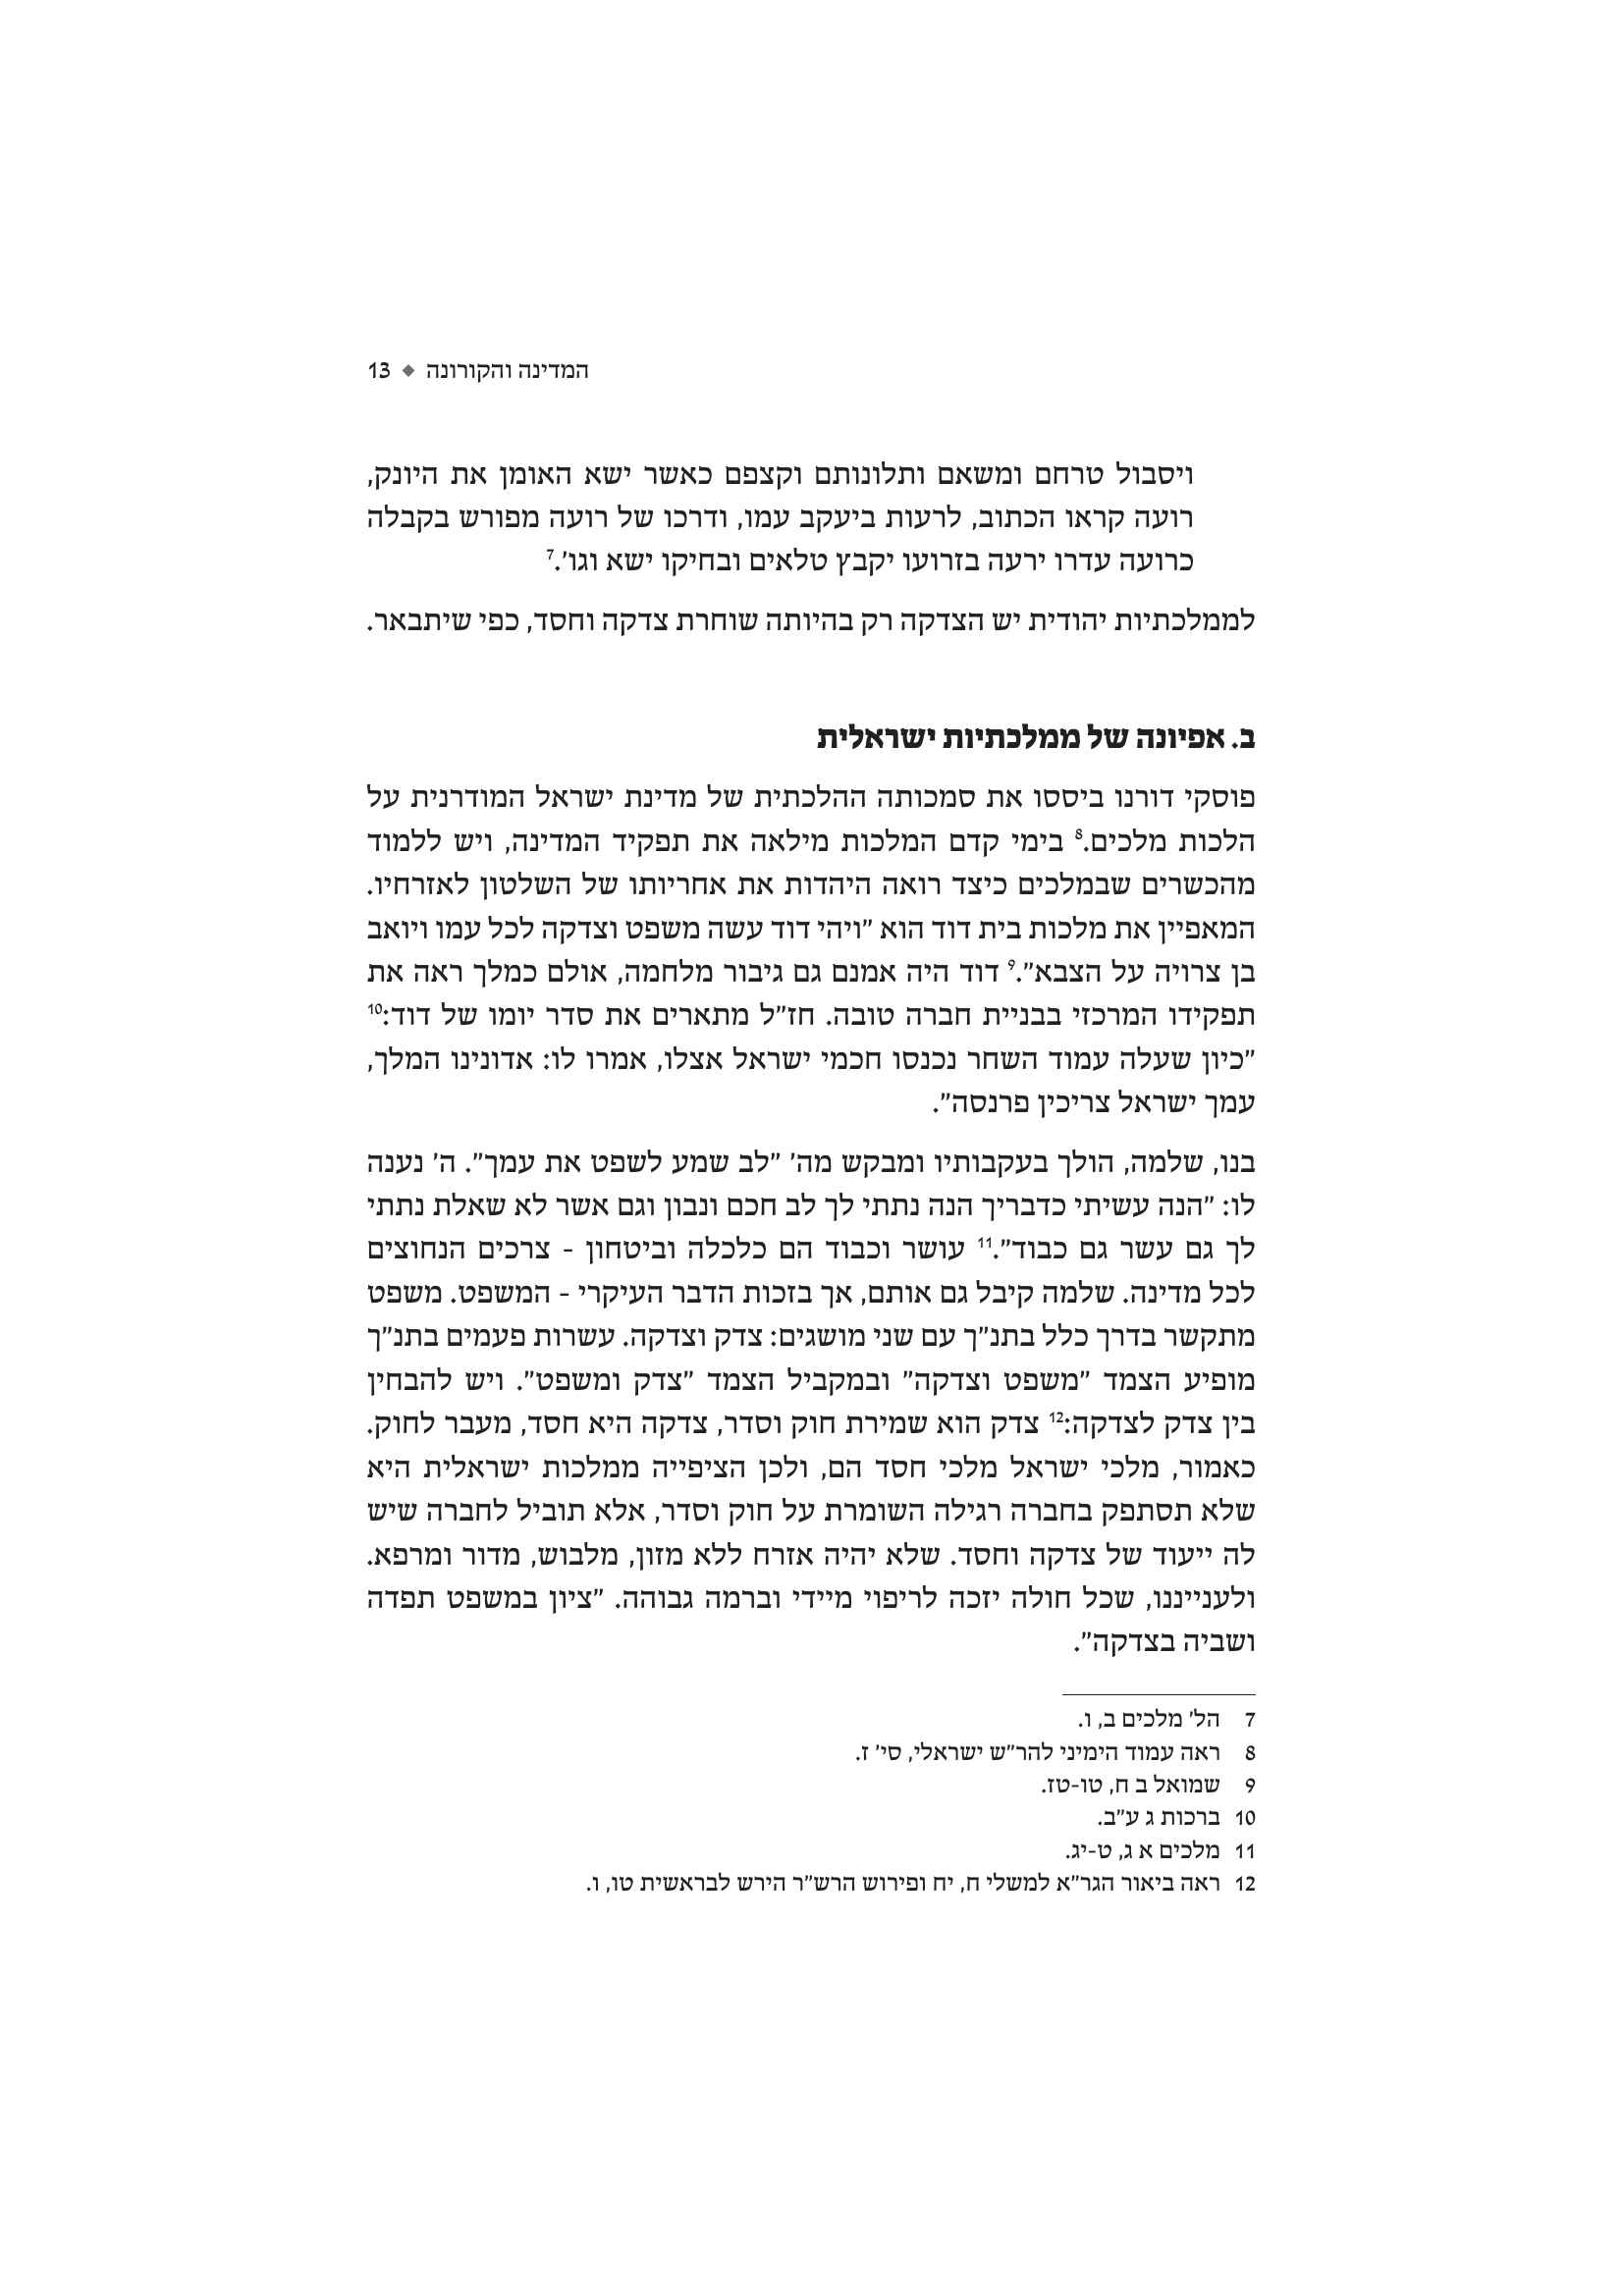 המדינה והקורונה ◆ 13
ויסבול טרחם ומשאם ותלונותם וקצפם כאשר ישא האומן את היונק,
רועה קראו הכתוב, לרעות ביעקב עמו, ודרכו של רועה מפורש בקבלה
כרועה עדרו ירעה בזרועו יקבץ טלאים ובחיקו ישא וגו'.7
לממלכתיות יהודית יש הצדקה רק בהיותה שוחרת צדקה וחסד, כפי שיתבאר.
ב. אפיונה של ממלכתיות ישראלית
פוסקי דורנו ביססו את סמכותה ההלכתית של מדינת ישראל המודרנית על
הלכות מלכים.8 בימי קדם המלכות מילאה את תפקיד המדינה, ויש ללמוד
מהכשרים שבמלכים כיצד רואה היהדות את אחריותו של השלטון לאזרחיו.
המאפיין את מלכות בית דוד הוא "ויהי דוד עשה משפט וצדקה לכל עמו ויואב
בן צרויה על הצבא".9 דוד היה אמנם גם גיבור מלחמה, אולם כמלך ראה את
תפקידו המרכזי בבניית חברה טובה. חז"ל מתארים את סדר יומו של דוד:10
"כיון שעלה עמוד השחר נכנסו חכמי ישראל אצלו, אמרו לו: אדונינו המלך,
עמך ישראל צריכין פרנסה".
בנו, שלמה, הולך בעקבותיו ומבקש מה' "לב שמע לשפט את עמך". ה' נענה
לו: "הנה עשיתי כדבריך הנה נתתי לך לב חכם ונבון וגם אשר לא שאלת נתתי
לך גם עשר גם כבוד".11 עושר וכבוד הם כלכלה וביטחון - צרכים הנחוצים
לכל מדינה. שלמה קיבל גם אותם, אך בזכות הדבר העיקרי - המשפט. משפט
מתקשר בדרך כלל בתנ"ך עם שני מושגים: צדק וצדקה. עשרות פעמים בתנ"ך
מופיע הצמד "משפט וצדקה" ובמקביל הצמד "צדק ומשפט". ויש להבחין
בין צדק לצדקה:12 צדק הוא שמירת חוק וסדר, צדקה היא חסד, מעבר לחוק.
כאמור, מלכי ישראל מלכי חסד הם, ולכן הציפייה ממלכות ישראלית היא
שלא תסתפק בחברה רגילה השומרת על חוק וסדר, אלא תוביל לחברה שיש
לה ייעוד של צדקה וחסד. שלא יהיה אזרח ללא מזון, מלבוש, מדור ומרפא.
ולענייננו, שכל חולה יזכה לריפוי מיידי וברמה גבוהה. "ציון במשפט תפדה
ושביה בצדקה".
7 הל' מלכים ב, ו.
8 ראה עמוד הימיני להר"ש ישראלי, סי' ז.
9 שמואל ב ח, טו-טז.
10 ברכות ג ע"ב.
11 מלכים א ג, ט-יג.
12 ראה ביאור הגר"א למשלי ח, יח ופירוש הרש"ר הירש לבראשית טו, ו.